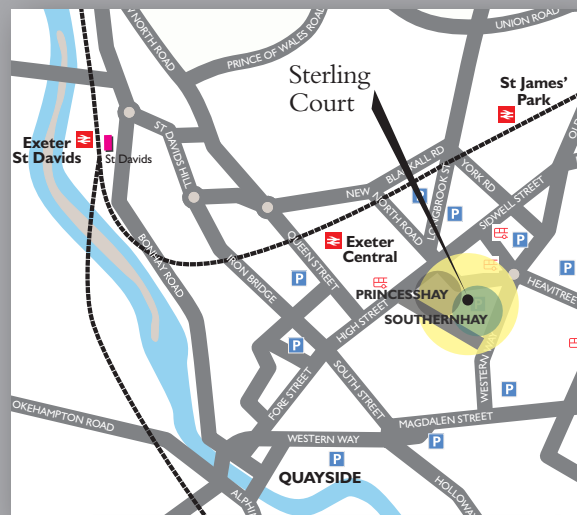 Y NORTH ROAD
PRINCE OF WALES ROAD
UNION ROAD
Sterling
Court
St James'
Park
Exeter
St Davids
St Davids
ST DAVIDS HILL
NEW
NORTH ROAD
BLACKALL RD
LONGBROOK ST
YORK RD
SIDWELL STREET
OLD
P
P
P
P
Exeter
Central
QUEEN STREET
IRON BRIDGE
BONHAY ROAD
P
PRINCESSHAY
SOUTHERNHAY
HIGH STREET
HEAVITREE
P
FORE STREET
SOUTH STREET
WESTERN WAY
P
OKEHAMPTON ROAD
MAGDALEN STREET
WESTERN WAY
P
P
QUAYSIDE
HOLLOWAY
ALPHIN